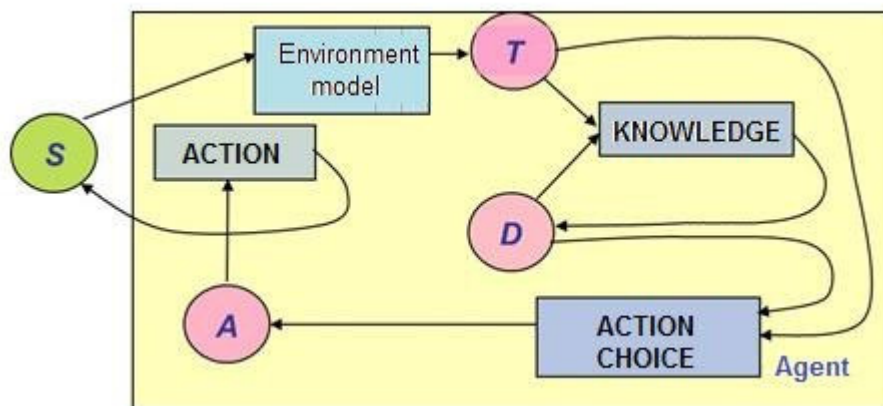 Environment
model
T
S
ACTION
KNOWLEDGE
D
A
ACTION
CHOICE
Agent